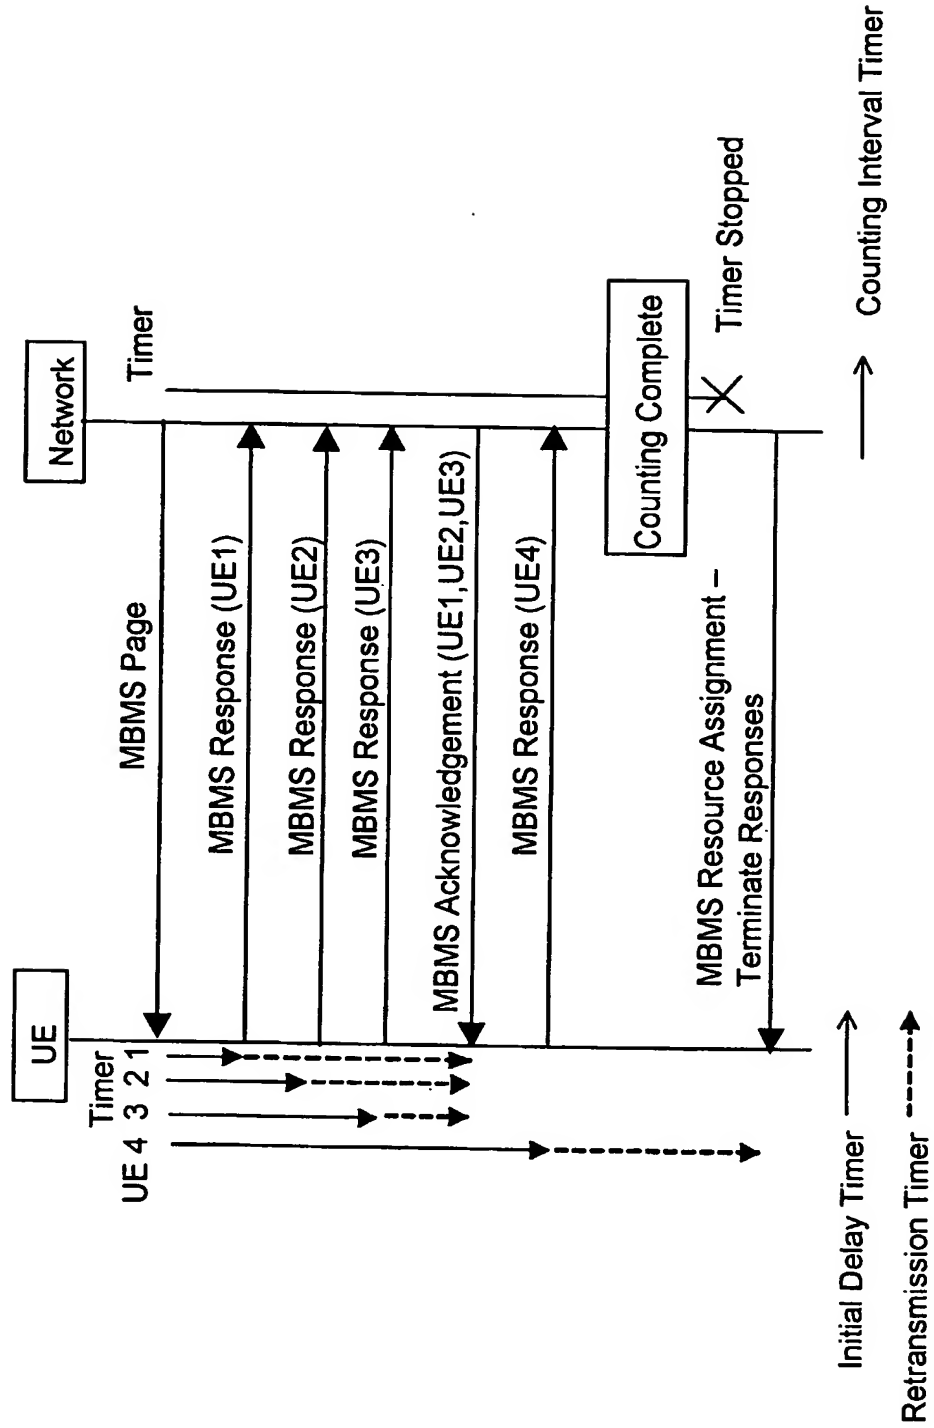 UE
Network
Timer
UE 4 3 2 1
Timer
MBMS Page
MBMS Response (UE1)
MBMS Response (UE2)
MBMS Response (UE3)
MBMS Acknowledgement (UE1,UE2,UE3)
MBMS Response (UE4)
Counting Complete
Timer Stopped
MBMS Resource Assignment –
Terminate Responses
Initial Delay Timer
Counting Interval Timer
Retransmission Timer